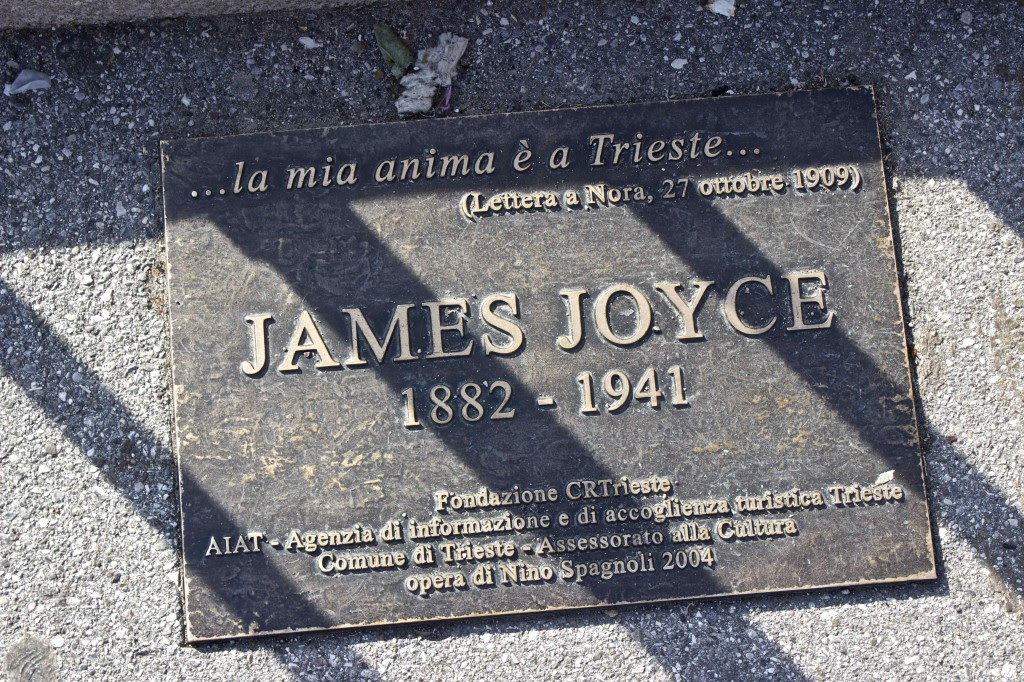 ...la mia anima è a Trieste...
(Lettera a Nora, 27 ottobre 1909)
JAMES JOYCE
1882 - 1941
Fondazione CRTrieste
AIAT - Agenzia di informazione e di accoglienza turistica Trieste
Comune di Trieste - Assessorato alla Cultura
opera di Nino Spagnoli 2004